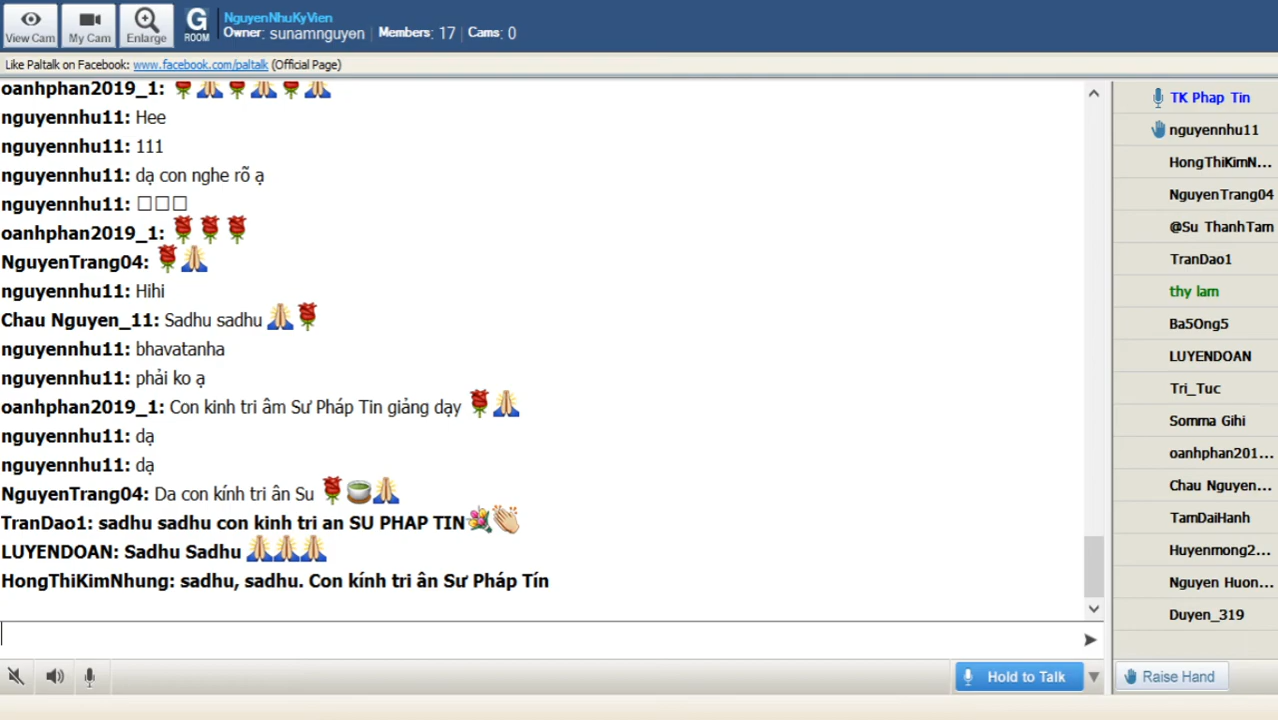 View Cam
My Cam
Enlarge
G
ROOM
NguyenNhuKyVien
Owner: sunamnguyen | Members: 17 | Cams: 0
Like Paltalk on Facebook: www.facebook.com/paltalk (Official Page)
oanhphan2019_1: 🌹🙏🌹🙏🌹🙏
nguyennhu11: Hee
nguyennhu11: 111
nguyennhu11: dạ con nghe rõ ạ
nguyennhu11: □□□
oanhphan2019_1: 🌹🌹🌹
NguyenTrang04: 🌹🙏
nguyennhu11: Hihi
Chau Nguyen_11: Sadhu sadhu 🙏🌹
nguyennhu11: bhavatanha
nguyennhu11: phải ko ạ
oanhphan2019_1: Con kinh tri âm Sư Pháp Tin giảng dạy 🌹🙏
nguyennhu11: dạ
nguyennhu11: dạ
NguyenTrang04: Da con kính tri ân Su 🌹🍵🙏
TranDao1: sadhu sadhu con kinh tri an SU PHAP TIN💐👏
LUYENDOAN: Sadhu Sadhu 🙏🙏🙏
HongThiKimNhung: sadhu, sadhu. Con kính tri ân Sư Pháp Tín
TK Phap Tin
nguyennhu11
HongThiKimN...
NguyenTrang04
@Su ThanhTam
TranDao1
thy lam
Ba5Ong5
LUYENDOAN
Tri_Tuc
Somma Gihi
oanhphan201...
Chau Nguyen...
TamDaiHanh
Huyenmong2...
Nguyen Huon...
Duyen_319
Hold to Talk
Raise Hand